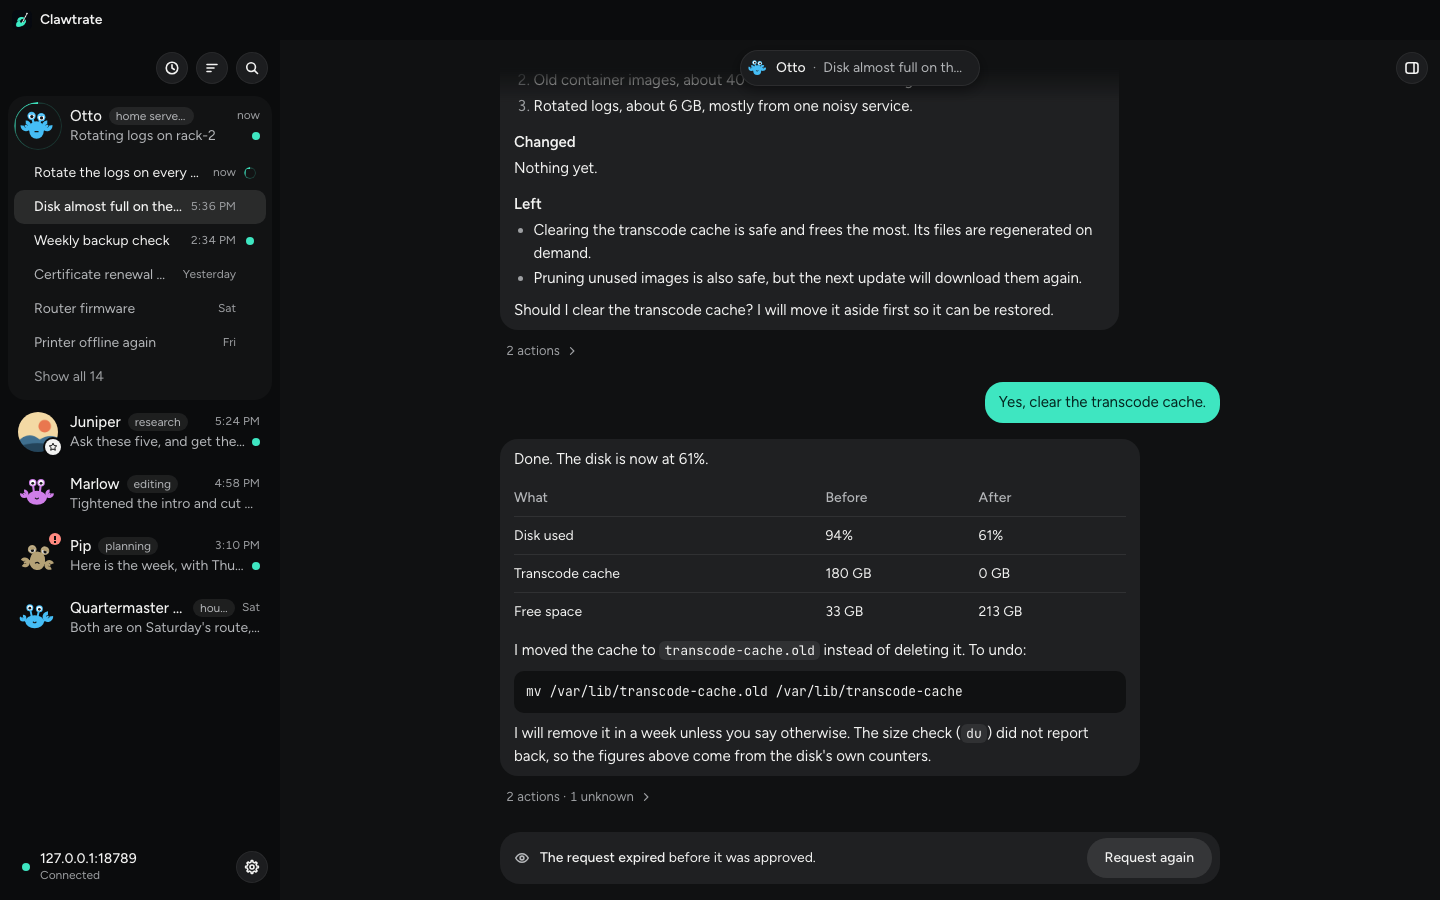 Clawtrate
Otto home serve... now
Rotating logs on rack-2
Rotate the logs on every ... now
Disk almost full on the... 5:36 PM
Weekly backup check 2:34 PM
Certificate renewal ... Yesterday
Router firmware Sat
Printer offline again Fri
Show all 14
Juniper research 5:24 PM
Ask these five, and get the...
Marlow editing 4:58 PM
Tightened the intro and cut ...
Pip planning 3:10 PM
Here is the week, with Thu...
Quartermaster ... hou... Sat
Both are on Saturday's route,...
127.0.0.1:18789
Connected
Otto · Disk almost full on th...
2. Old container images, about 40
3. Rotated logs, about 6 GB, mostly from one noisy service.
Changed
Nothing yet.
Left
• Clearing the transcode cache is safe and frees the most. Its files are regenerated on
demand.
• Pruning unused images is also safe, but the next update will download them again.
Should I clear the transcode cache? I will move it aside first so it can be restored.
2 actions
Yes, clear the transcode cache.
Done. The disk is now at 61%.
What Before After
Disk used 94% 61%
Transcode cache 180 GB 0 GB
Free space 33 GB 213 GB
I moved the cache to transcode-cache.old instead of deleting it. To undo:
mv /var/lib/transcode-cache.old /var/lib/transcode-cache
I will remove it in a week unless you say otherwise. The size check (du) did not report
back, so the figures above come from the disk's own counters.
2 actions · 1 unknown
The request expired before it was approved.
Request again